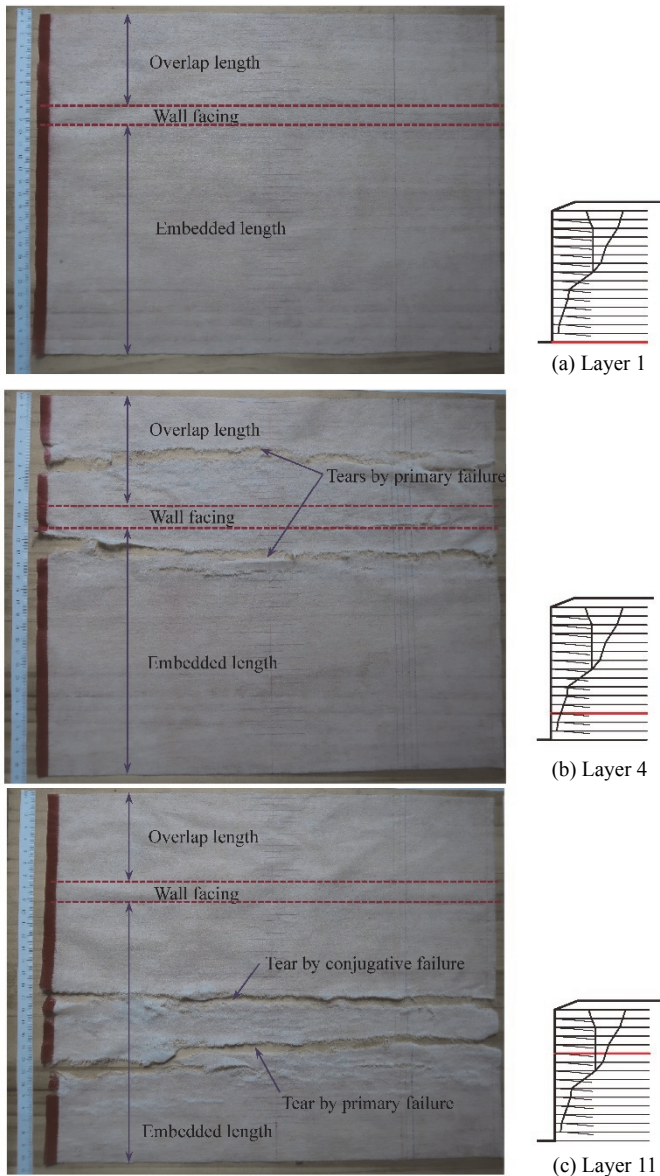 Overlap length
Wall facing
Embedded length
(a) Layer 1
Overlap length
Tears by primary failure
Wall facing
Embedded length
(b) Layer 4
Overlap length
Wall facing
Tear by conjugative failure
Tear by primary failure
Embedded length
(c) Layer 11